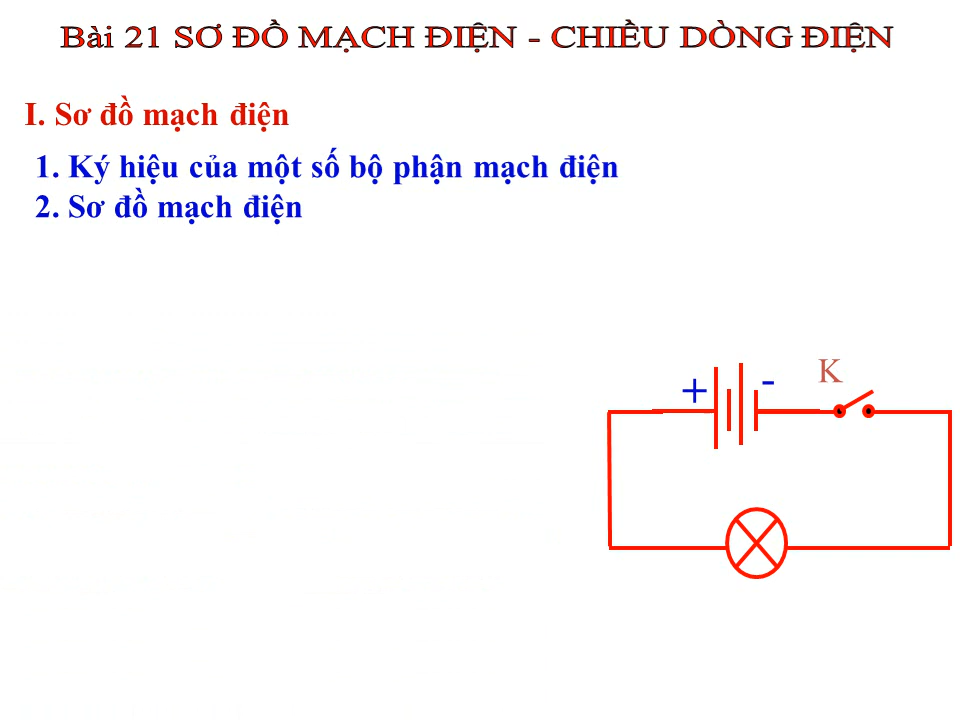 Bài 21 SƠ ĐỒ MẠCH ĐIỆN - CHIỀU DÒNG ĐIỆN
I. Sơ đồ mạch điện
1. Ký hiệu của một số bộ phận mạch điện
2. Sơ đồ mạch điện
+ - K